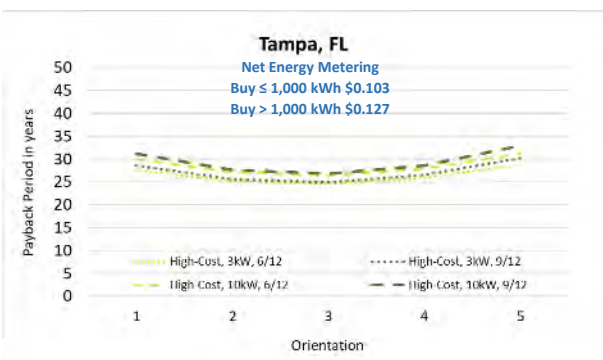 Tampa, FL
Net Energy Metering
Buy ≤ 1,000 kWh $0.103
Buy > 1,000 kWh $0.127
Payback Period in years
50
45
40
35
30
25
20
15
10
5
0
High-Cost, 3kW, 6/12
High-Cost, 3kW, 9/12
High Cost, 10kW, 6/12
High-Cost, 10kW, 9/12
1 2 3 4 5
Orientation